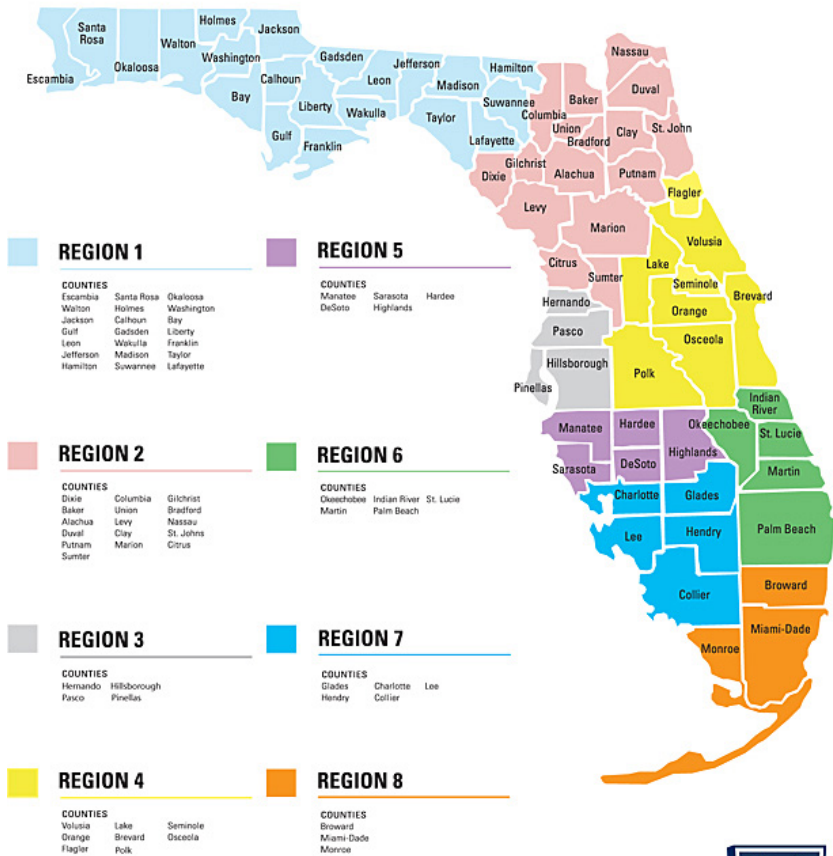 Holmes
Santa
Rosa
Jackson
Walton
Washington
Okaloosa
Escambia
Calhoun
Bay
Gadsden
Leon
Liberty
Wakulla
Gulf
Franklin
Jefferson
Madison
Hamilton
Suwannee
Taylor
Lafayette
Nassau
Duval
Baker
Columbia
Union
Bradford
Clay
St. John
Gilchrist
Dixie
Alachua
Putnam
Levy
Flagler
Marion
Volusia
Citrus
Lake
Sumter
Seminole
Brevard
Hernando
Orange
Pasco
Osceola
Hillsborough
Polk
Pinellas
Indian
River
Manatee
Hardee
Okeechobee
St. Lucie
Highlands
Sarasota
DeSoto
Martin
Charlotte
Glades
Palm Beach
Lee
Hendry
Collier
Broward
Miami-Dade
Monroe
REGION 1
COUNTIES
Escambia Santa Rosa Okaloosa
Walton Holmes Washington
Jackson Calhoun Bay
Gulf Gadsden Liberty
Leon Wakulla Franklin
Jefferson Madison Taylor
Hamilton Suwannee Lafayette
REGION 5
COUNTIES
Manatee Sarasota Hardee
DeSoto Highlands
REGION 2
COUNTIES
Dixie Columbia Gilchrist
Baker Union Bradford
Alachua Levy Nassau
Duval Clay St. Johns
Putnam Marion Citrus
Sumter
REGION 6
COUNTIES
Okeechobee Indian River St. Lucie
Martin Palm Beach
REGION 3
COUNTIES
Hernando Hillsborough
Pasco Pinellas
REGION 7
COUNTIES
Glades Charlotte Lee
Hendry Collier
REGION 4
COUNTIES
Volusia Lake Seminole
Orange Brevard Osceola
Flagler Polk
REGION 8
COUNTIES
Broward
Miami-Dade
Monroe